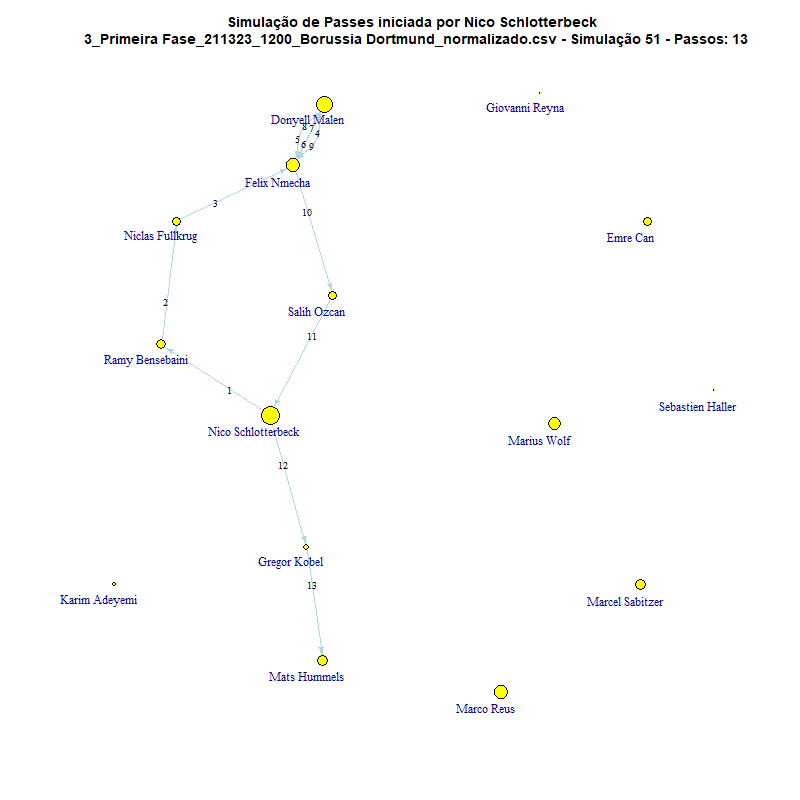 Simulação de Passes iniciada por Nico Schlotterbeck
3_Primeira Fase_211323_1200_Borussia Dortmund_normalizado.csv - Simulação 51 - Passos: 13
Giovanni Reyna
Donyell Malen
8
7
4
5
6
9
Felix Nmecha
3
10
Niclas Fullkrug
Emre Can
2
Salih Ozcan
11
Ramy Bensebaini
1
Sebastien Haller
Nico Schlotterbeck
Marius Wolf
12
Gregor Kobel
13
Karim Adeyemi
Marcel Sabitzer
Mats Hummels
Marco Reus